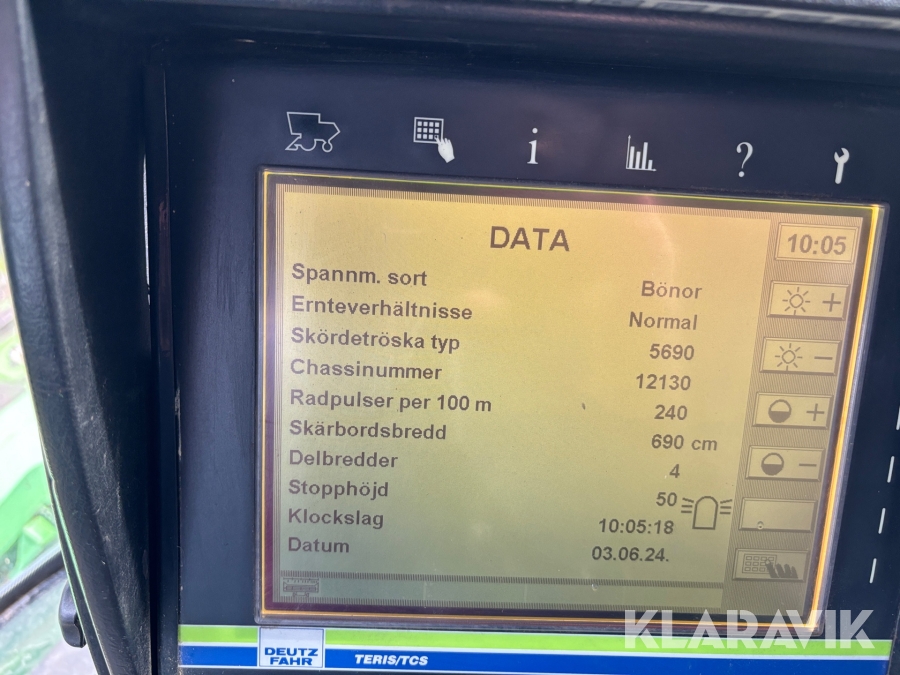 i
?
DATA
10:05
Spannm. sort Bönor
Ernteverhältnisse Normal
Skördetröska typ 5690
Chassinummer 12130
Radpulser per 100 m 240
Skärbordsbredd 690 cm
Delbredder 4
Stopphöjd 50
Klockslag 10:05:18
Datum 03.06.24.
+
−
+
−
KLARAVIK
DEUTZ
FAHR
TERIS/TCS